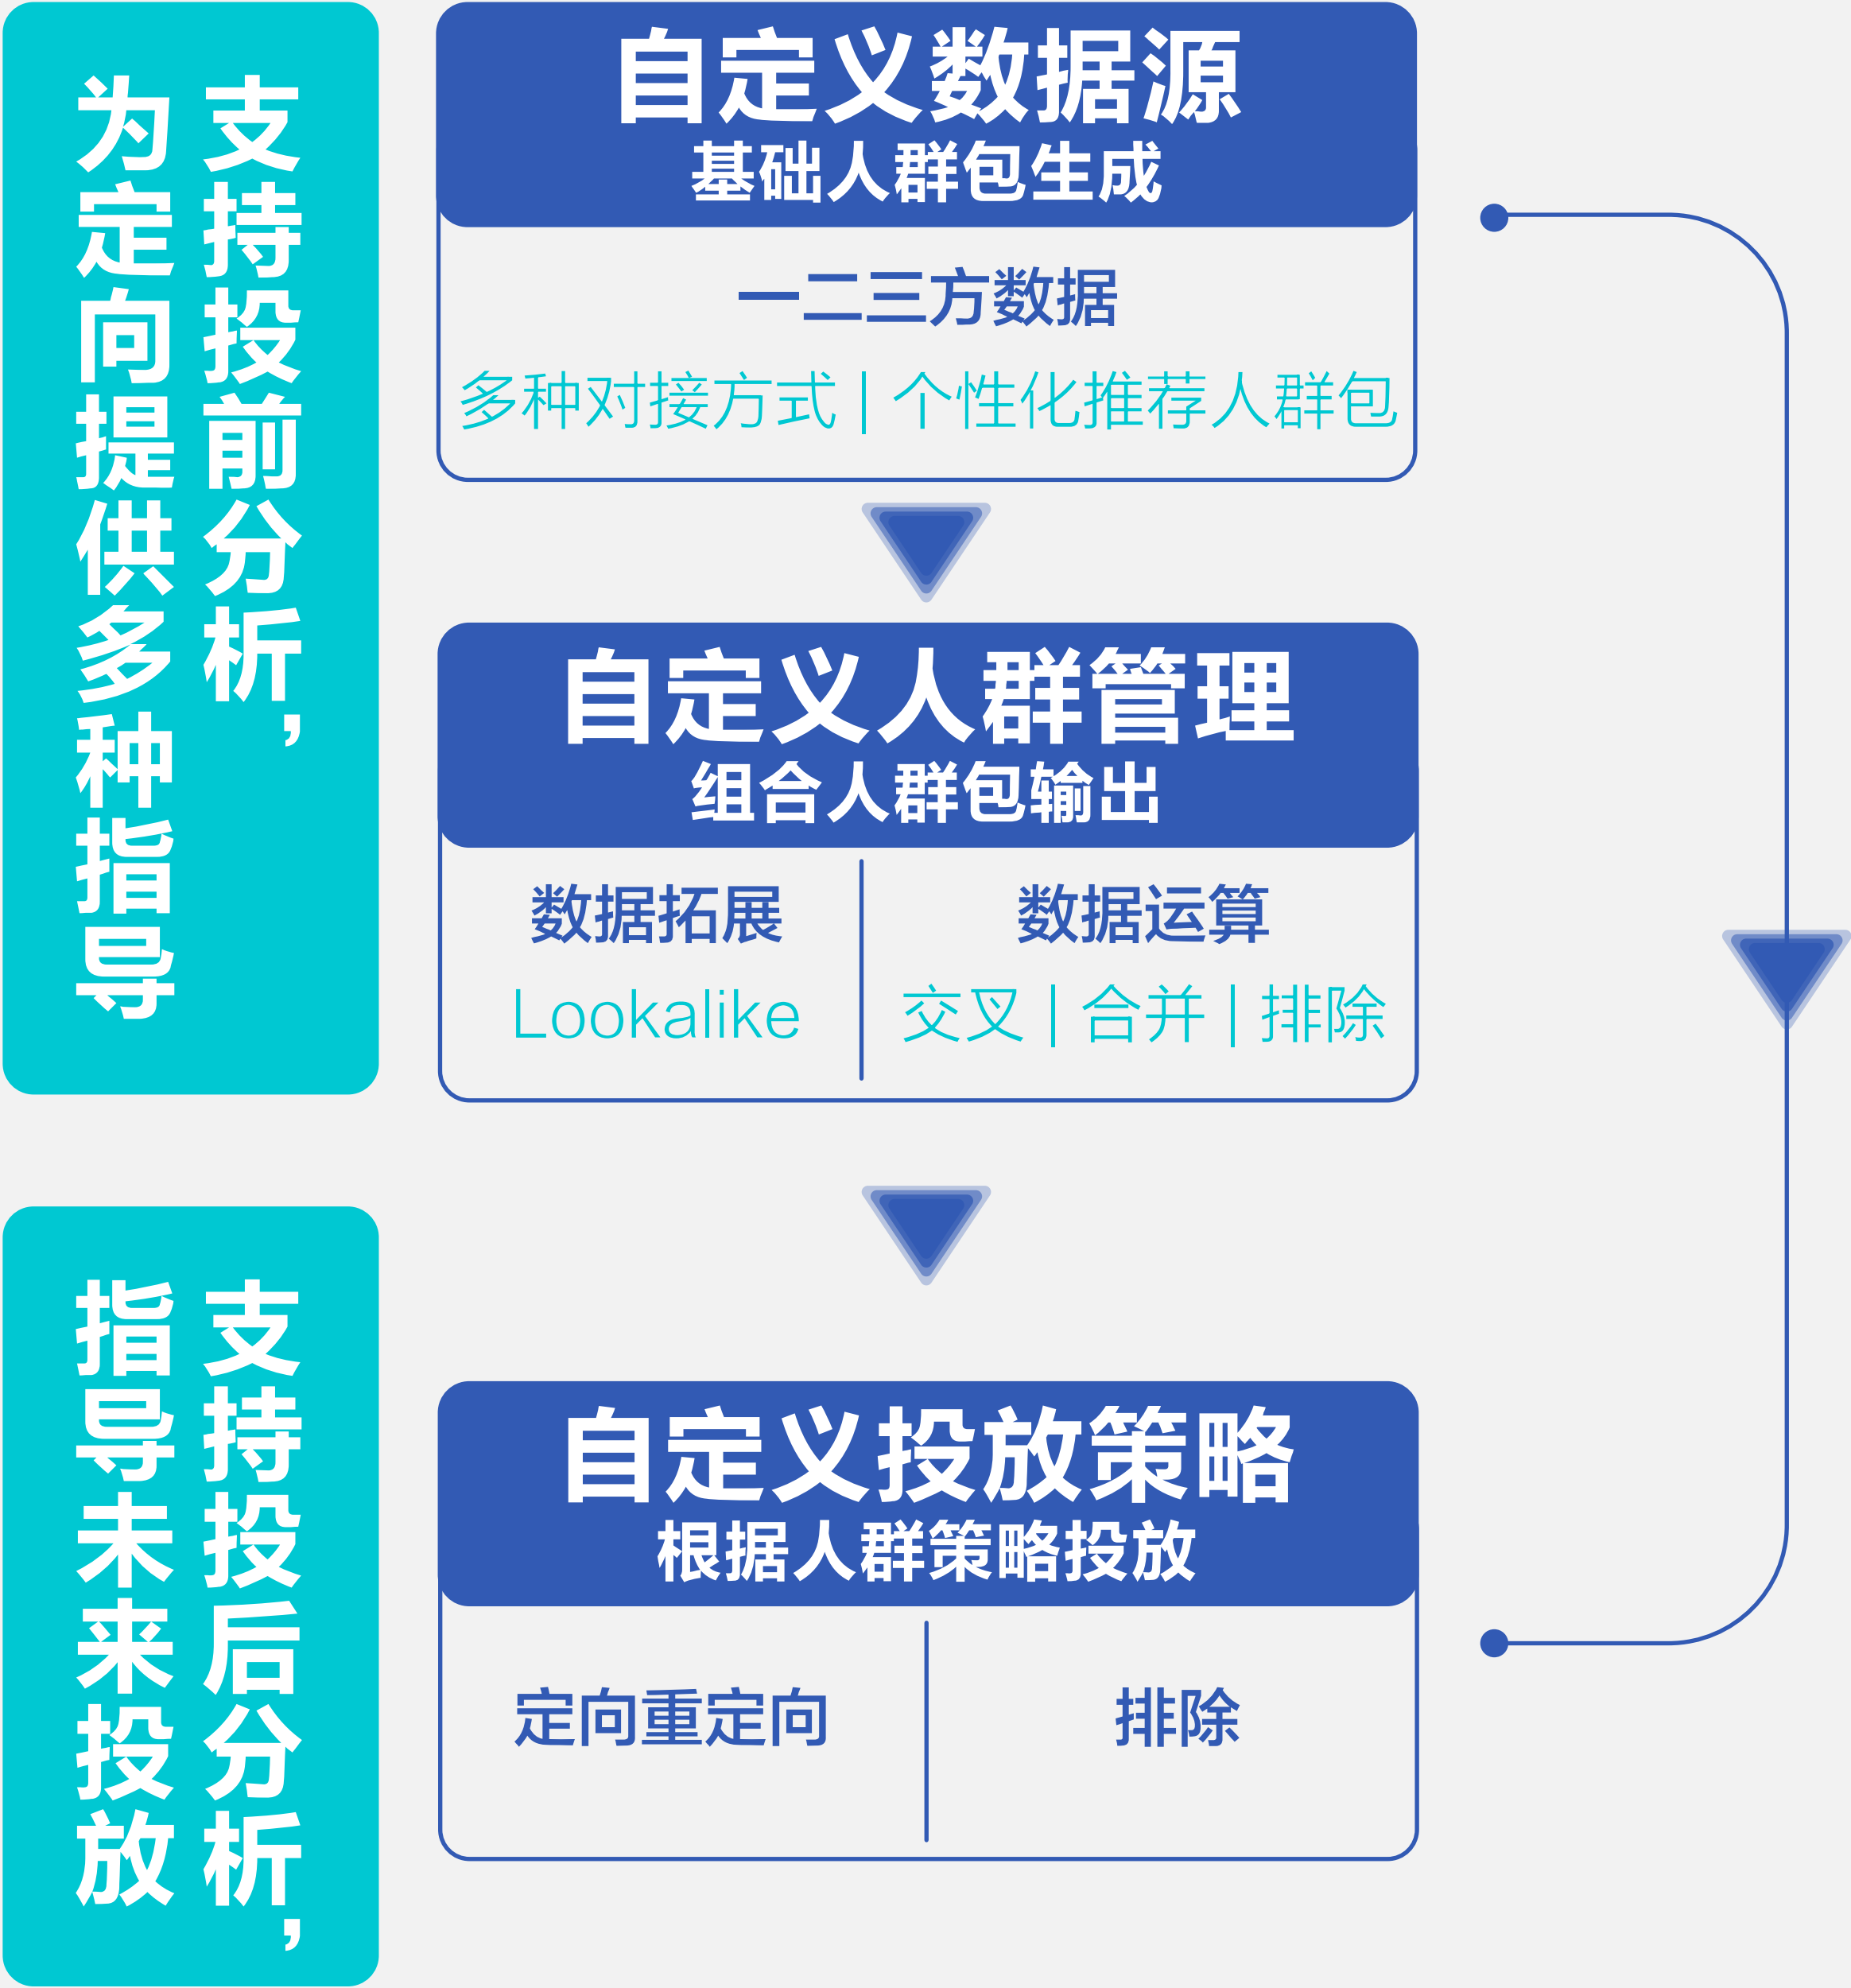 支持投前分析，
为定向提供多种指导
自定义数据源
基础人群包生成
一二三方数据
多种对接方式 | 个性化推荐人群包
自定义人群管理
组合人群包输出
数据拓展
Lookalike
数据运算
交叉 | 合并 | 排除
支持投后分析，
指导未来投放
自定义投放策略
根据人群策略投放
定向重定向
排除